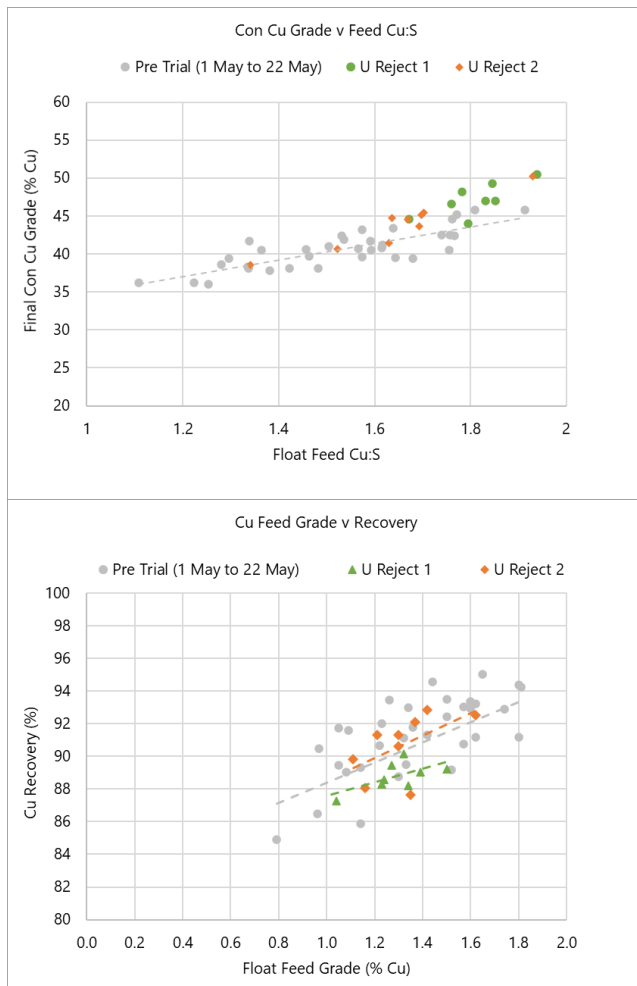 Con Cu Grade v Feed Cu:S
Pre Trial (1 May to 22 May) U Reject 1 U Reject 2
60
55
50
45
40
35
30
25
20
Final Con Cu Grade (% Cu)
1 1.2 1.4 1.6 1.8 2
Float Feed Cu:S
Cu Feed Grade v Recovery
Pre Trial (1 May to 22 May) U Reject 1 U Reject 2
100
98
96
94
92
90
88
86
84
82
80
Cu Recovery (%)
0.0 0.2 0.4 0.6 0.8 1.0 1.2 1.4 1.6 1.8 2.0
Float Feed Grade (% Cu)